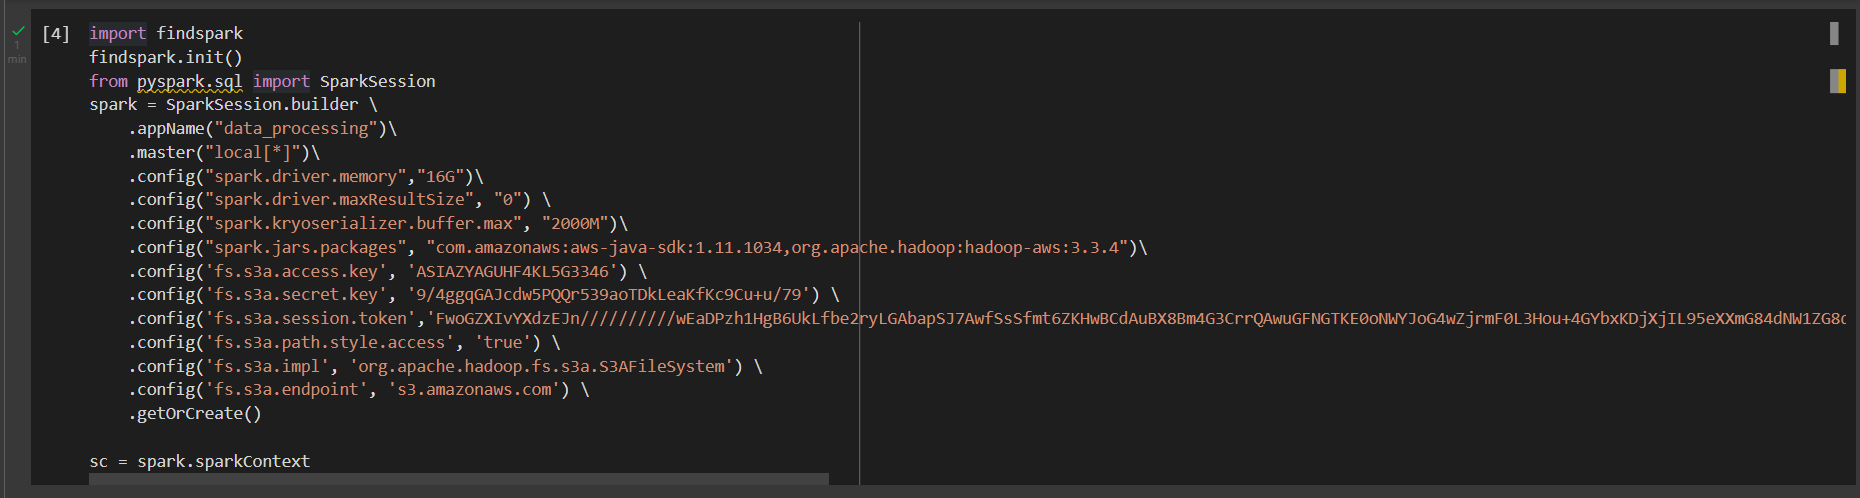 [4] import findspark
1
min
findspark.init()
from pyspark.sql import SparkSession
spark = SparkSession.builder \
.appName("data_processing")\
.master("local[*]")\
.config("spark.driver.memory","16G")\
.config("spark.driver.maxResultSize", "0") \
.config("spark.kryoserializer.buffer.max", "2000M")\
.config("spark.jars.packages", "com.amazonaws:aws-java-sdk:1.11.1034,org.apache.hadoop:hadoop-aws:3.3.4")\
.config('fs.s3a.access.key', 'ASIAZYAGUHF4KL5G3346') \
.config('fs.s3a.secret.key', '9/4ggqGAJcdw5PQQr539aoTDkLeaKfKc9Cu+u/79') \
.config('fs.s3a.session.token','FwoGZXIvYXdzEJn//////////wEaDPzh1HgB6UkLfbe2ryLGAbapSJ7AwfSsSfmt6ZKHwBCdAuBX8Bm4G3CrrQAwuGFNGTKE0oNWYJoG4wZjrmF0L3Hou+4GYbxKDjXjIL95eXXmG84dNW1ZG8
.config('fs.s3a.path.style.access', 'true') \
.config('fs.s3a.impl', 'org.apache.hadoop.fs.s3a.S3AFileSystem') \
.config('fs.s3a.endpoint', 's3.amazonaws.com') \
.getOrCreate()
sc = spark.sparkContext